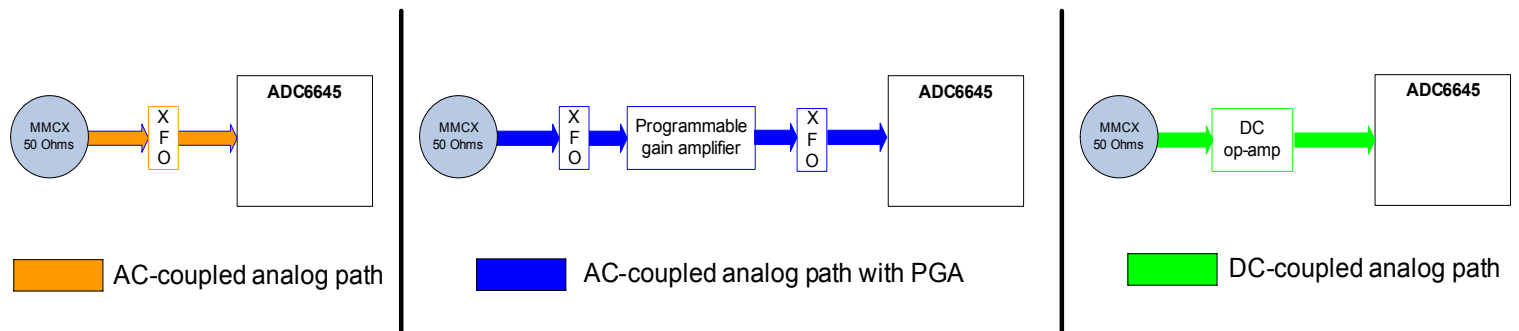 MMCX
50 Ohms
X
F
O
ADC6645
AC-coupled analog path
MMCX
50 Ohms
X
F
O
Programmable
gain amplifier
X
F
O
ADC6645
AC-coupled analog path with PGA
MMCX
50 Ohms
DC
op-amp
ADC6645
DC-coupled analog path